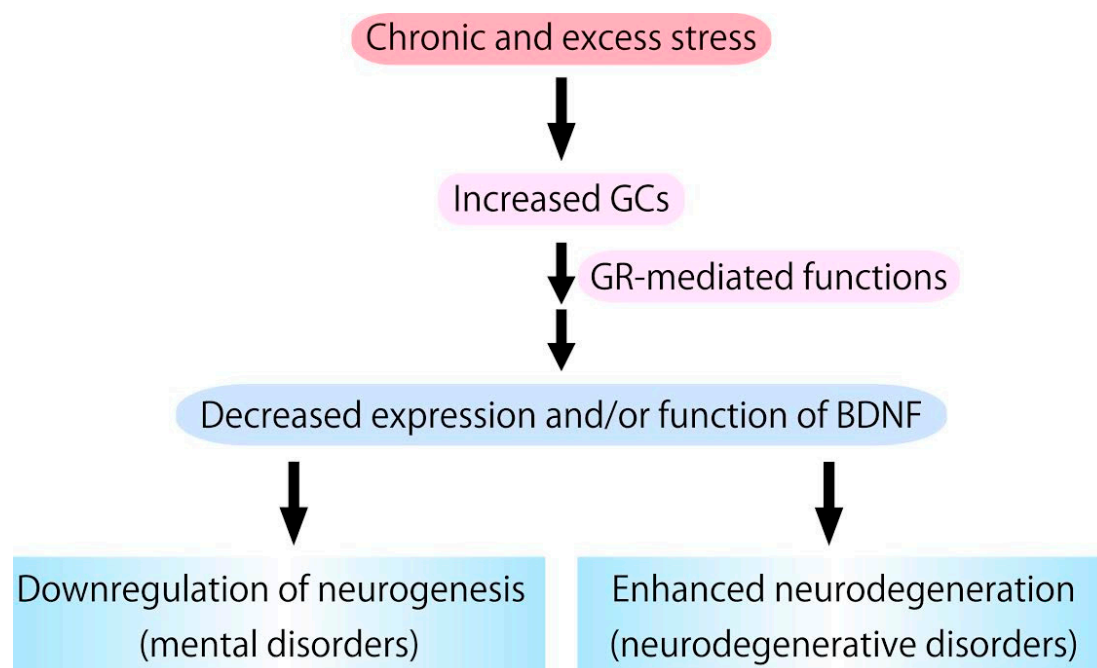 Chronic and excess stress
Increased GCs
GR-mediated functions
Decreased expression and/or function of BDNF
Downregulation of neurogenesis
(mental disorders)
Enhanced neurodegeneration
(neurodegenerative disorders)